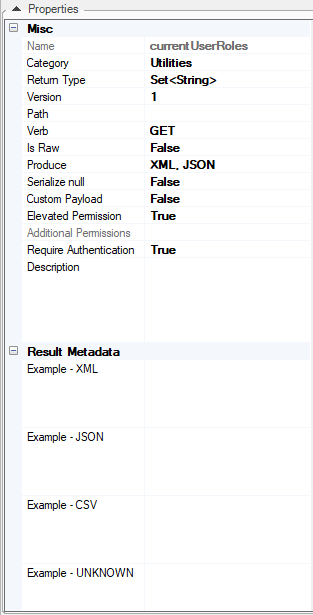 Properties
Misc
Name currentUserRoles
Category Utilities
Return Type Set<String>
Version 1
Path
Verb GET
Is Raw False
Produce XML, JSON
Serialize null False
Custom Payload False
Elevated Permission True
Additional Permissions
Require Authentication True
Description
Result Metadata
Example - XML
Example - JSON
Example - CSV
Example - UNKNOWN